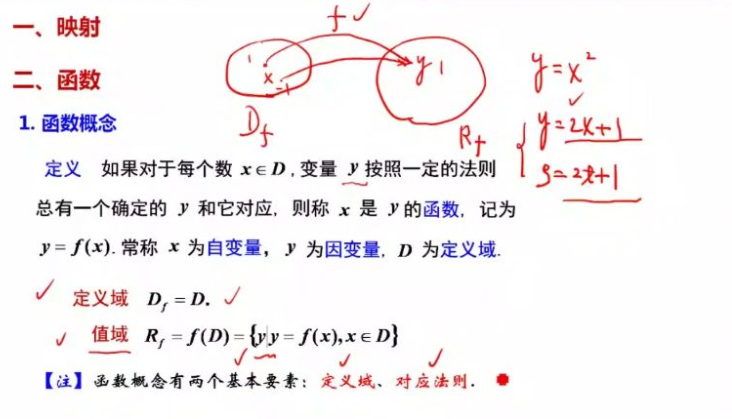 一、映射
f ✓
1
x
-1
y 1
D_f
R_f
y=x²
二、函数
y=2x+1
s=2t+1
1. 函数概念
定义 如果对于每个数 x∈D，变量 y 按照一定的法则
总有一个确定的 y 和它对应，则称 x 是 y 的函数，记为
y = f(x). 常称 x 为自变量，y 为因变量，D 为定义域.
定义域 D_f = D.
值域 R_f = f(D) = {y|y = f(x), x∈D}
【注】函数概念有两个基本要素：定义域、对应法则.